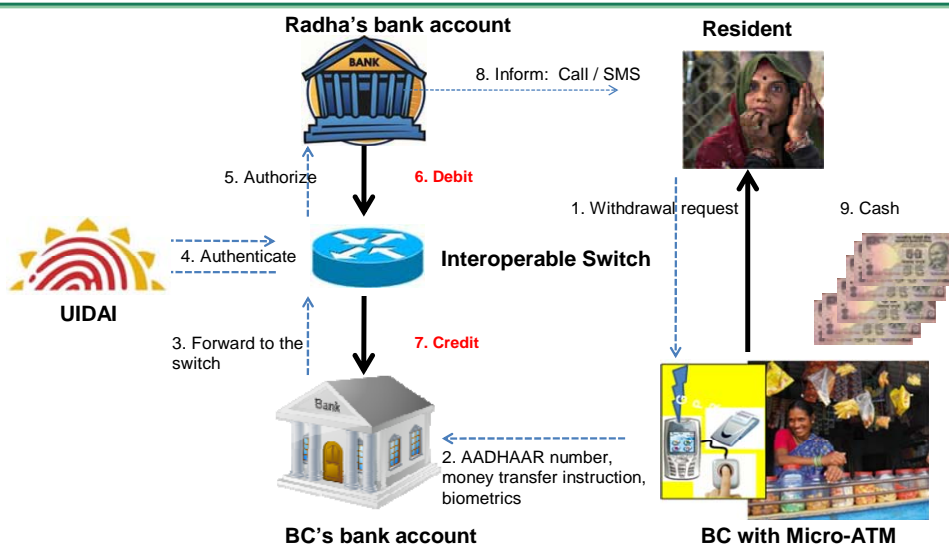 Radha's bank account
Resident
BANK
8. Inform: Call / SMS
5. Authorize
6. Debit
1. Withdrawal request
9. Cash
4. Authenticate
Interoperable Switch
UIDAI
3. Forward to the
switch
7. Credit
Bank
2. AADHAAR number,
money transfer instruction,
biometrics
BC's bank account
BC with Micro-ATM